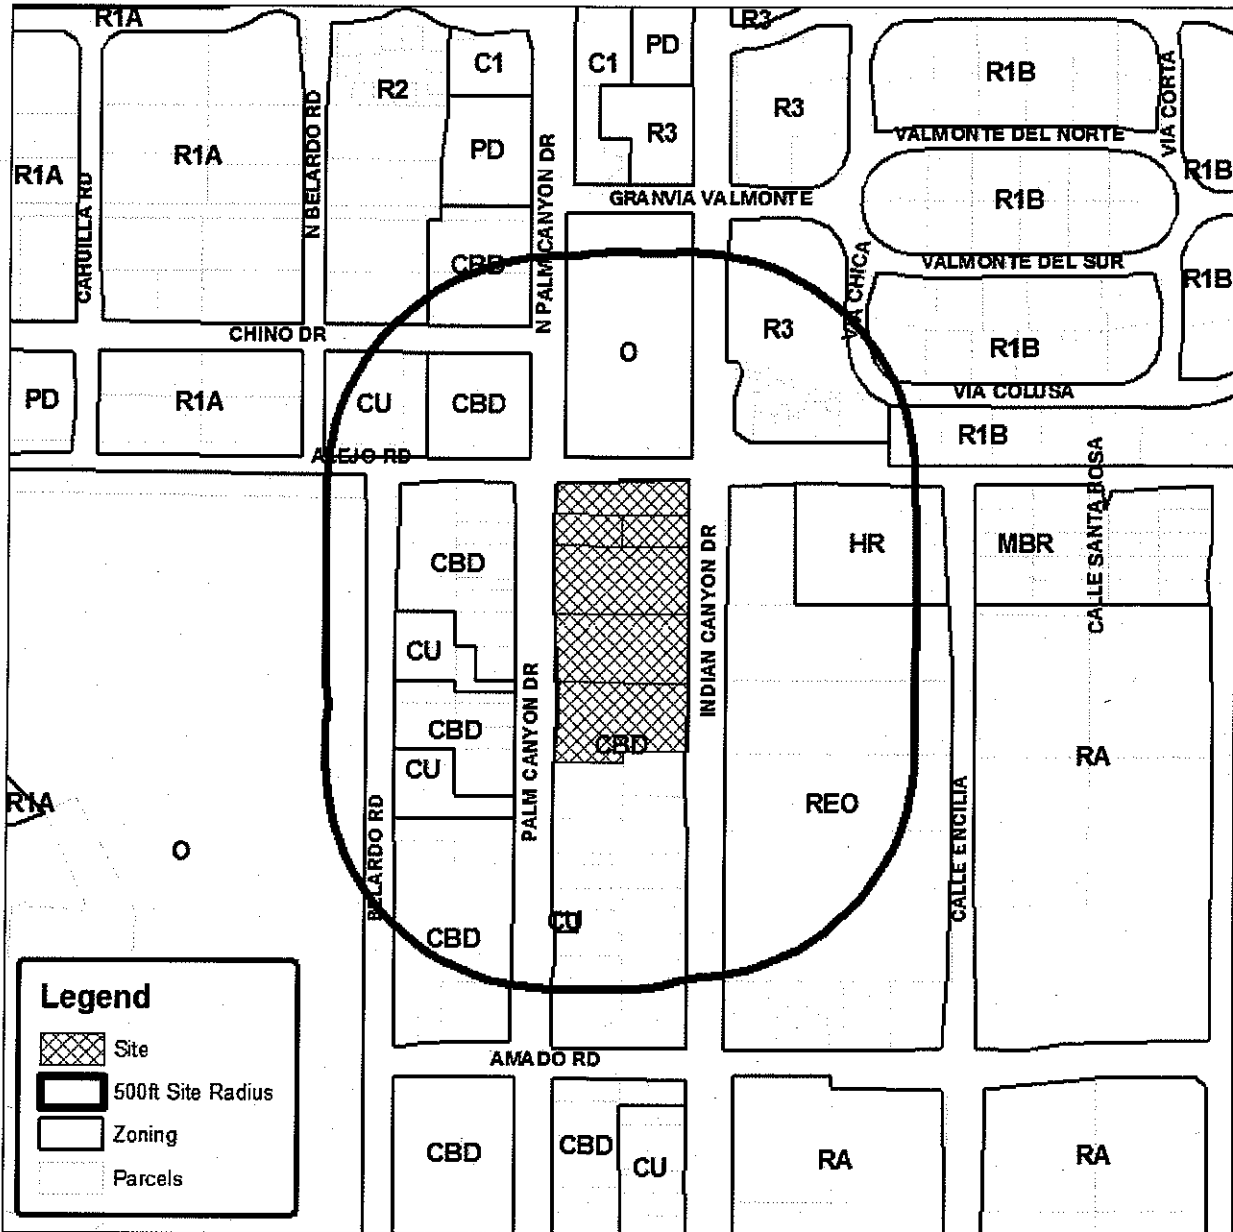 R1A
R3
C1
C1
PD
R1B
VIA CORTA
R2
R3
N BELARDO RD
R3
VALMONTE DEL NORTE
PD
N PALM CANYON DR
R1A
R1A
CAHUILLA RD
R1B
GRANVIA VALMONTE
R1B
CBD
VIA CHICA
VALMONTE DEL SUR
R1B
CHINO DR
R3
O
R1B
PD
R1A
CU
CBD
VIA COLUSA
R1B
ALEJO RD
CALLE SANTA ROSA
CBD
HR
MBR
INDIAN CANYON DR
CU
PALM CANYON DR
CBD
CBD
CU
RA
R1A
REO
O
BELARDO RD
CALLE ENCILIA
CU
CBD
Legend
Site
500ft Site Radius
Zoning
Parcels
AMADO RD
CBD
CBD
CU
RA
RA